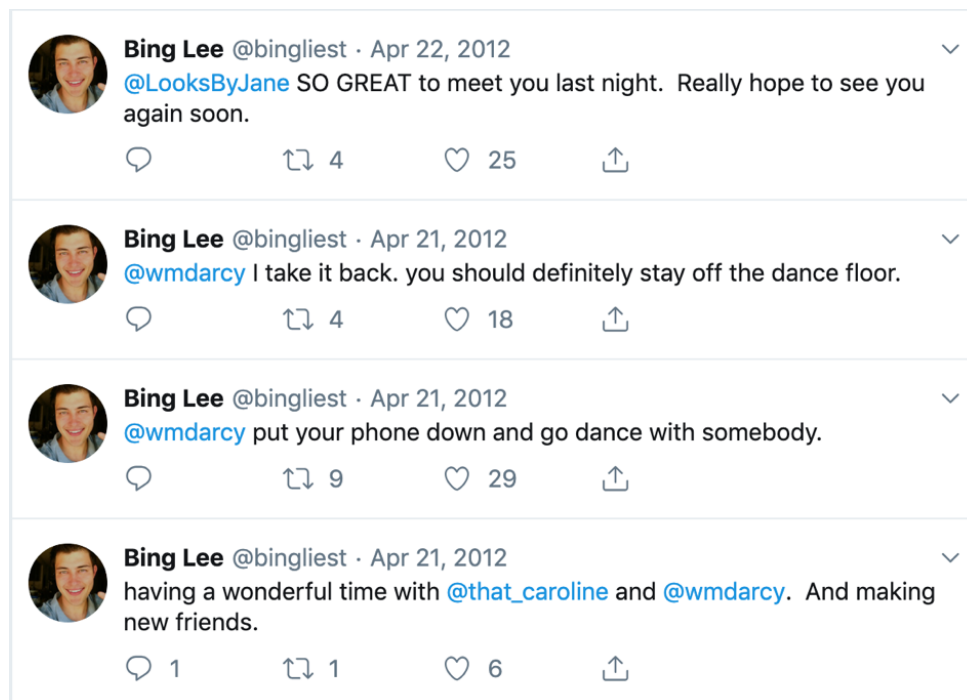 Bing Lee @bingliest · Apr 22, 2012
@LooksByJane SO GREAT to meet you last night.  Really hope to see you
again soon.
4 25
Bing Lee @bingliest · Apr 21, 2012
@wmdarcy I take it back. you should definitely stay off the dance floor.
4 18
Bing Lee @bingliest · Apr 21, 2012
@wmdarcy put your phone down and go dance with somebody.
9 29
Bing Lee @bingliest · Apr 21, 2012
having a wonderful time with @that_caroline and @wmdarcy.  And making
new friends.
1 1 6